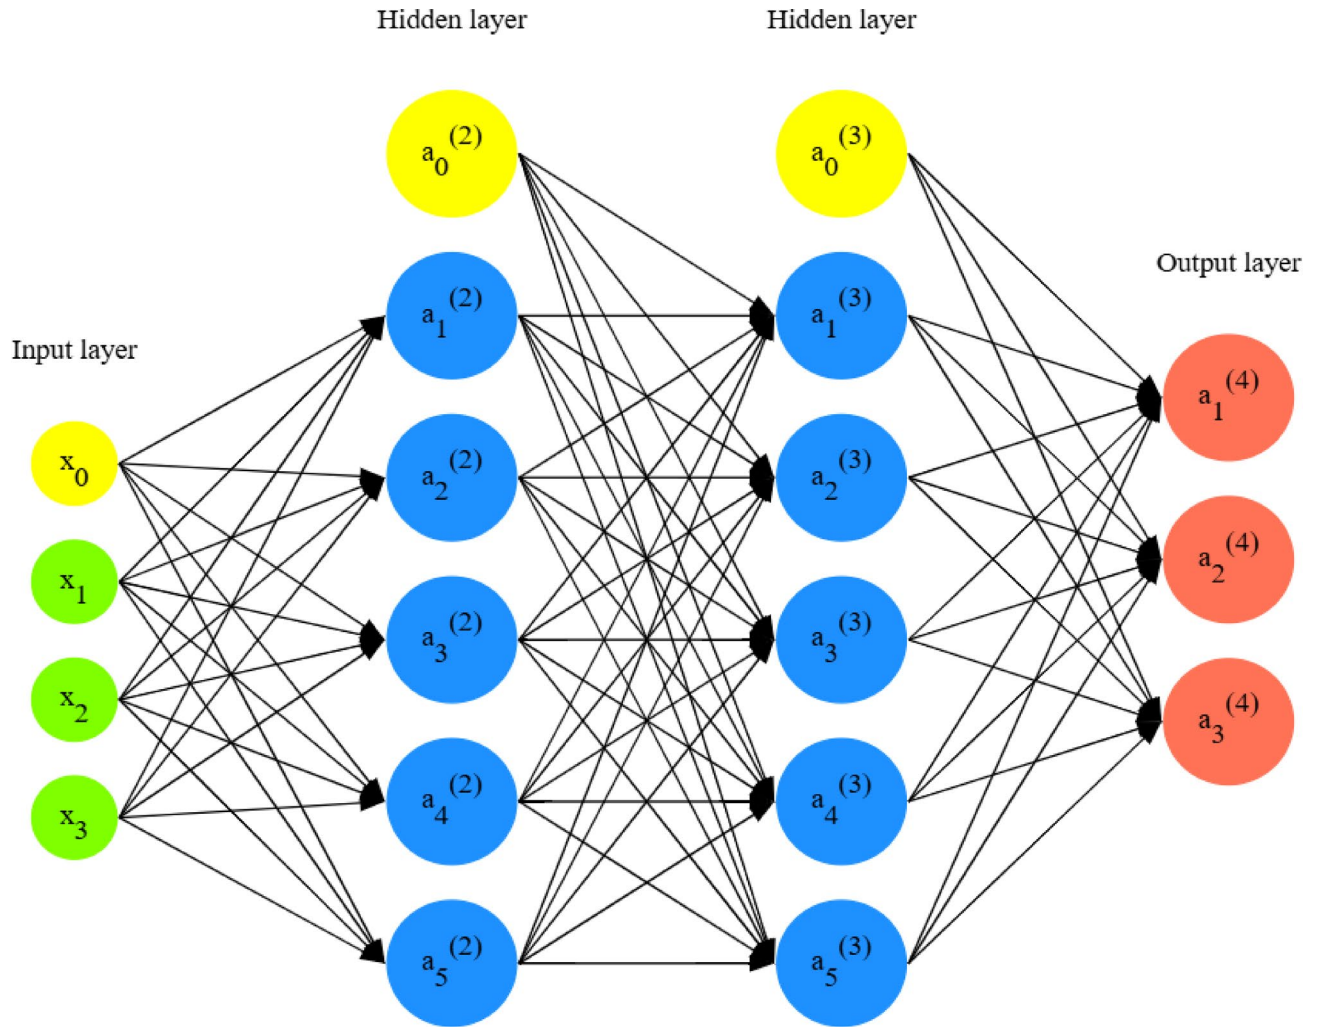 Hidden layer
Hidden layer
Output layer
Input layer
x0
x1
x2
x3
a0(2)
a1(2)
a2(2)
a3(2)
a4(2)
a5(2)
a0(3)
a1(3)
a2(3)
a3(3)
a4(3)
a5(3)
a1(4)
a2(4)
a3(4)